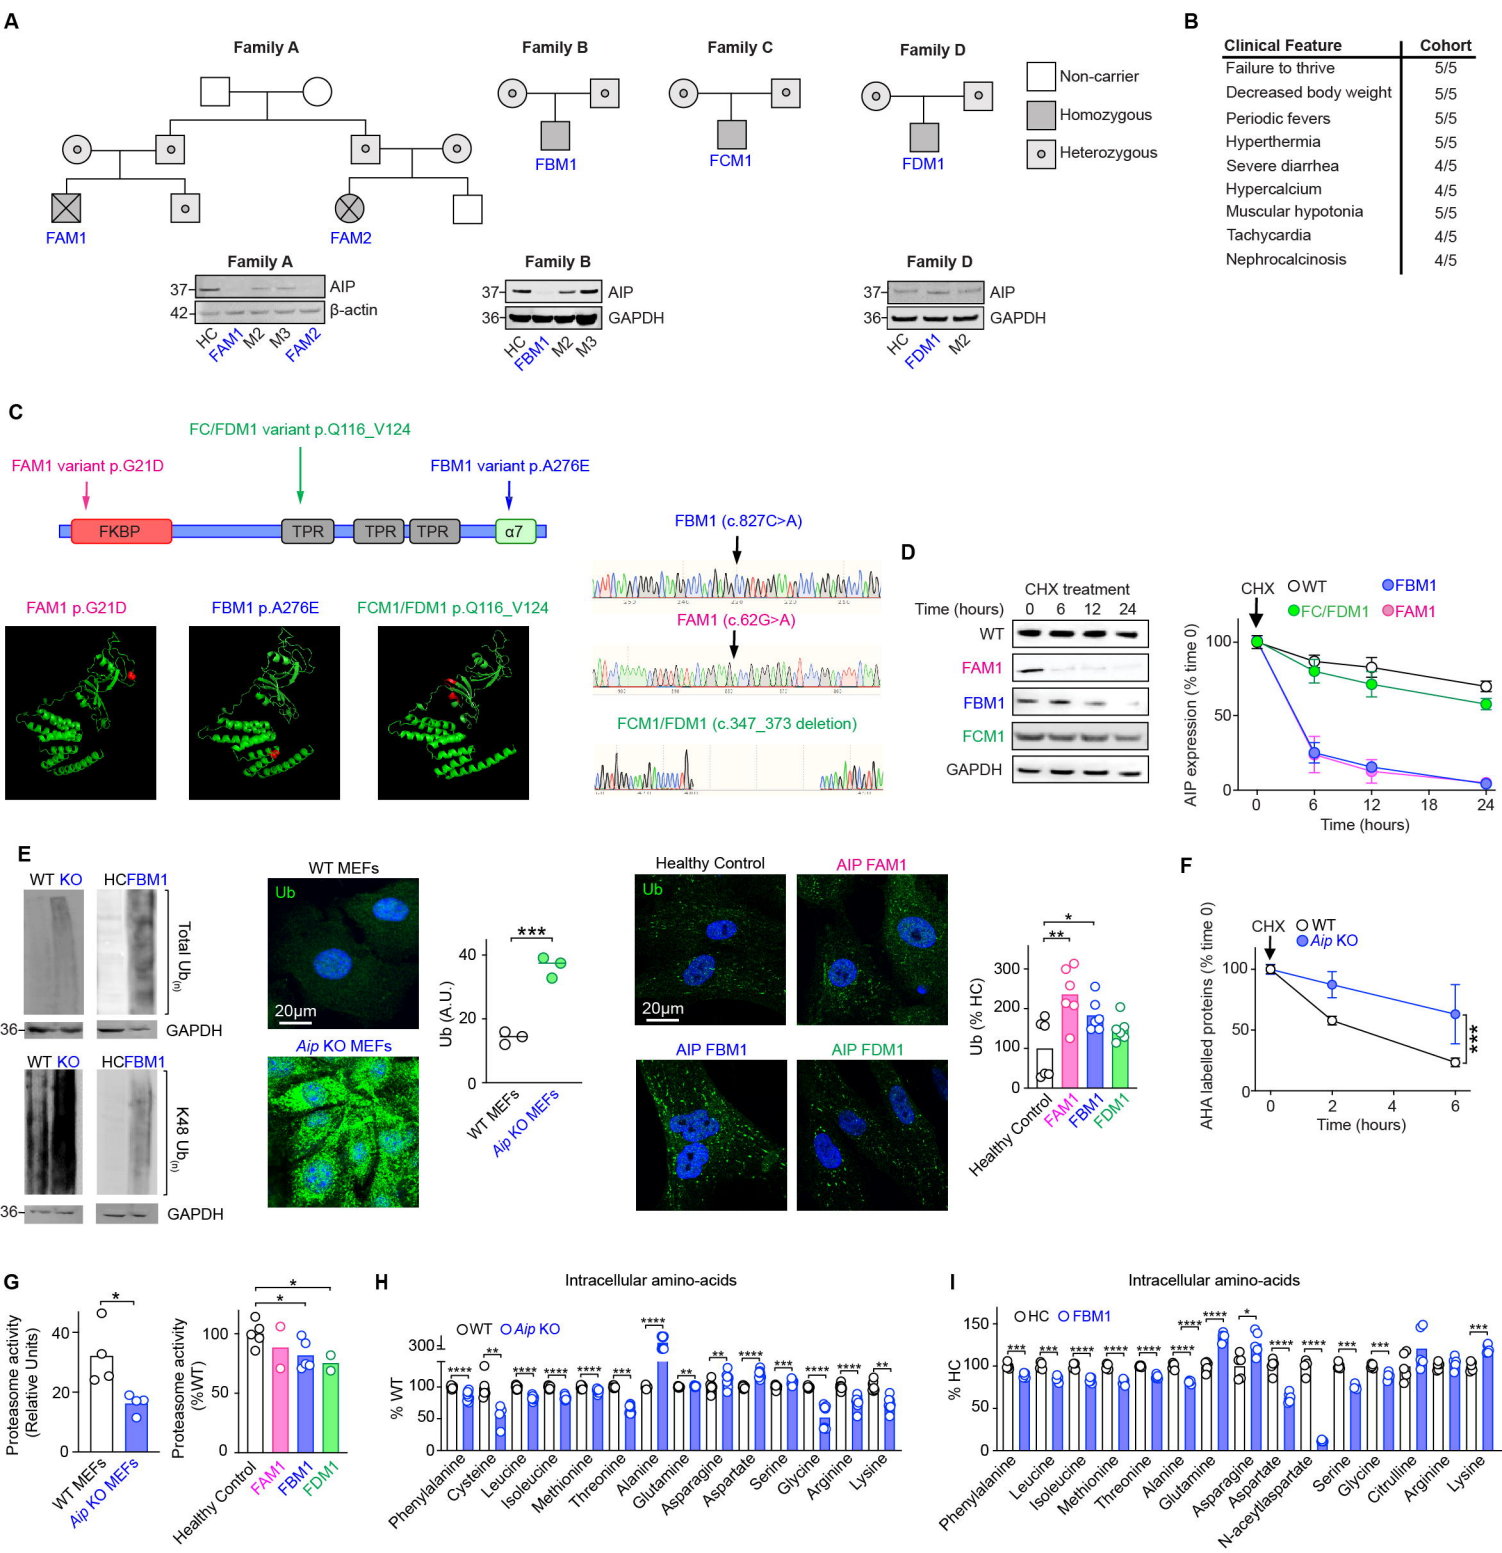 A
Family A
Family B
Family C
Family D
Non-carrier
Homozygous
Heterozygous
FAM1
FAM2
FBM1
FCM1
FDM1
Family A
37
AIP
42
β-actin
HC
FAM1
M2
M3
FAM2
Family B
37
AIP
36
GAPDH
HC
FBM1
M2
M3
Family D
37
AIP
36
GAPDH
HC
FDM1
M2
B
Clinical Feature Cohort
Failure to thrive 5/5
Decreased body weight 5/5
Periodic fevers 5/5
Hyperthermia 5/5
Severe diarrhea 4/5
Hypercalcium 4/5
Muscular hypotonia 5/5
Tachycardia 4/5
Nephrocalcinosis 4/5
C
FC/FDM1 variant p.Q116_V124
FAM1 variant p.G21D
FBM1 variant p.A276E
FKBP
TPR
TPR
TPR
α7
FAM1 p.G21D
FBM1 p.A276E
FCM1/FDM1 p.Q116_V124
FBM1 (c.827C>A)
FAM1 (c.62G>A)
FCM1/FDM1 (c.347_373 deletion)
D
CHX treatment
Time (hours) 0 6 12 24
WT
FAM1
FBM1
FCM1
GAPDH
CHX
WT
FBM1
FC/FDM1
FAM1
AIP expression (% time 0)
100
50
0
0 6 12 18 24
Time (hours)
E
WT KO
HC FBM1
Total Ub(n)
36
GAPDH
WT KO
HC FBM1
K48 Ub(n)
36
GAPDH
WT MEFs
Ub
20μm
Aip KO MEFs
***
Ub (A.U.)
40
20
0
WT MEFs
Aip KO MEFs
Healthy Control
Ub
20μm
AIP FAM1
AIP FBM1
AIP FDM1
*
**
Ub (% HC)
300
200
100
0
Healthy Control
FAM1
FBM1
FDM1
F
CHX
WT
Aip KO
AHA labelled proteins (% time 0)
100
50
0
***
0 2 4 6
Time (hours)
G
*
Proteasome activity
(Relative Units)
40
20
0
WT MEFs
Aip KO MEFs
*
*
Proteasome activity
(%WT)
100
50
0
Healthy Control
FAM1
FBM1
FDM1
H
Intracellular amino-acids
WT
Aip KO
% WT
300
100
50
0
**** ** **** **** **** *** **** ** ** **** *** **** **** **
Phenylalanine
Cysteine
Leucine
Isoleucine
Methionine
Threonine
Alanine
Glutamine
Asparagine
Aspartate
Serine
Glycine
Arginine
Lysine
I
Intracellular amino-acids
HC
FBM1
% HC
150
100
50
0
*** *** **** **** *** **** **** * **** **** *** *** ***
Phenylalanine
Leucine
Isoleucine
Methionine
Threonine
Alanine
Glutamine
Asparagine
Aspartate
N-aceytlaspartate
Serine
Glycine
Citrulline
Arginine
Lysine